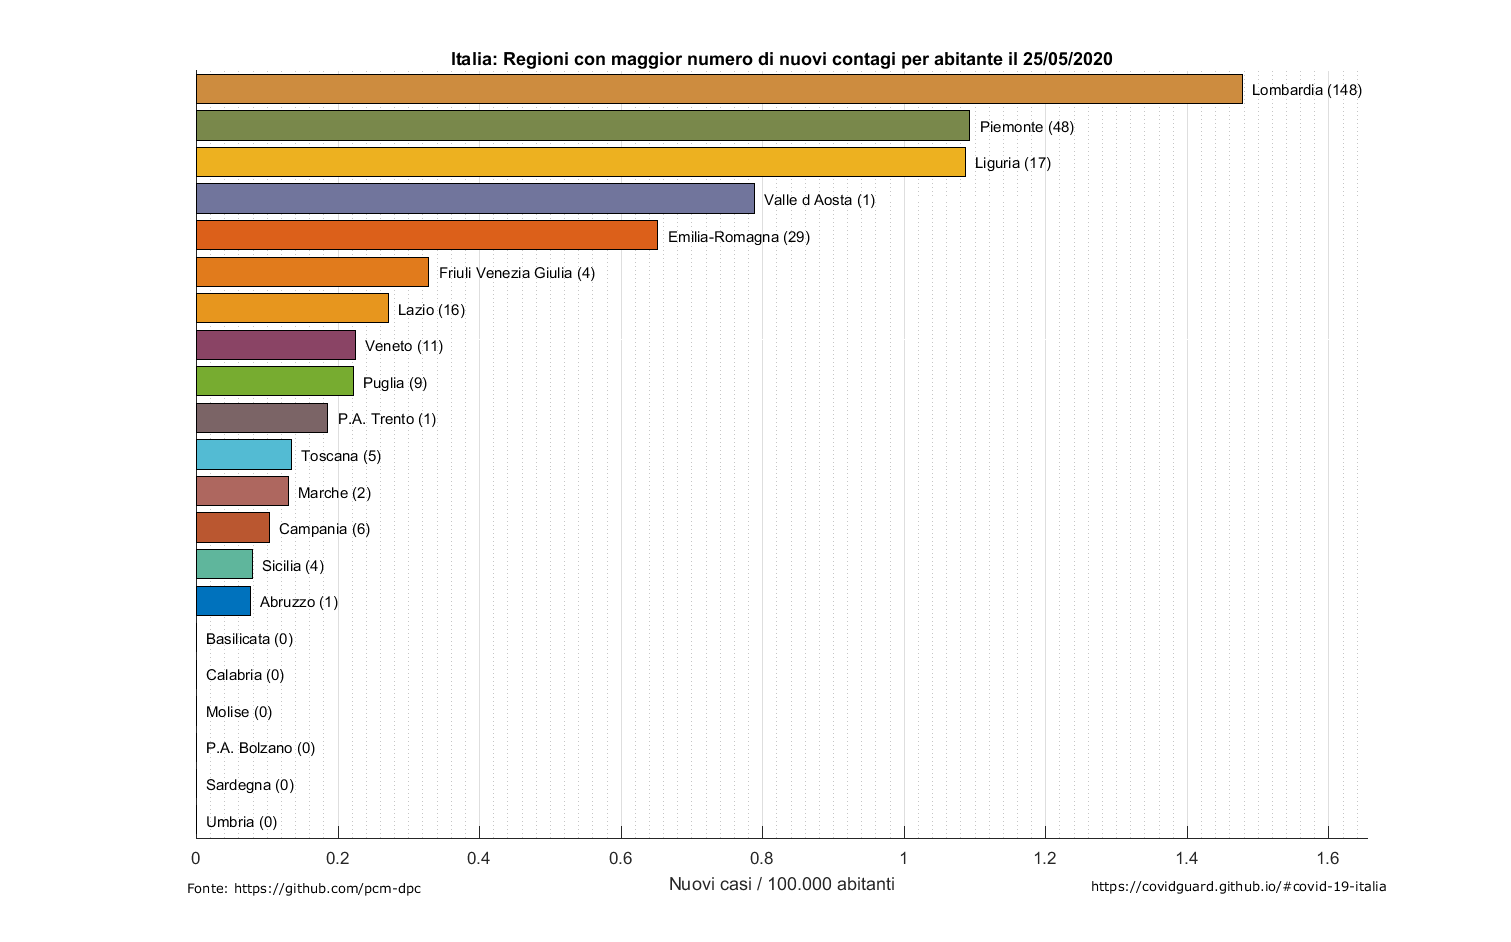 Italia: Regioni con maggior numero di nuovi contagi per abitante il 25/05/2020
Lombardia (148)
Piemonte (48)
Liguria (17)
Valle d Aosta (1)
Emilia-Romagna (29)
Friuli Venezia Giulia (4)
Lazio (16)
Veneto (11)
Puglia (9)
P.A. Trento (1)
Toscana (5)
Marche (2)
Campania (6)
Sicilia (4)
Abruzzo (1)
Basilicata (0)
Calabria (0)
Molise (0)
P.A. Bolzano (0)
Sardegna (0)
Umbria (0)
0 0.2 0.4 0.6 0.8 1 1.2 1.4 1.6
Nuovi casi / 100.000 abitanti
Fonte: https://github.com/pcm-dpc
https://covidguard.github.io/#covid-19-italia